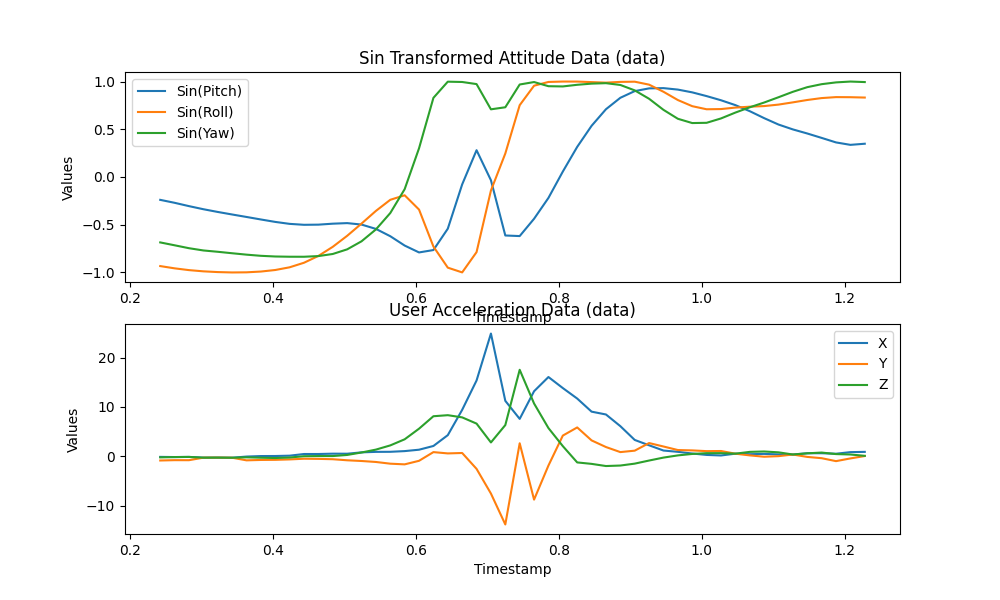 Sin Transformed Attitude Data (data)
1.0
0.5
0.0
−0.5
−1.0
Values
Sin(Pitch)
Sin(Roll)
Sin(Yaw)
0.2 0.4 0.6 0.8 1.0 1.2
Timestamp
User Acceleration Data (data)
20
10
0
−10
Values
X
Y
Z
0.2 0.4 0.6 0.8 1.0 1.2
Timestamp